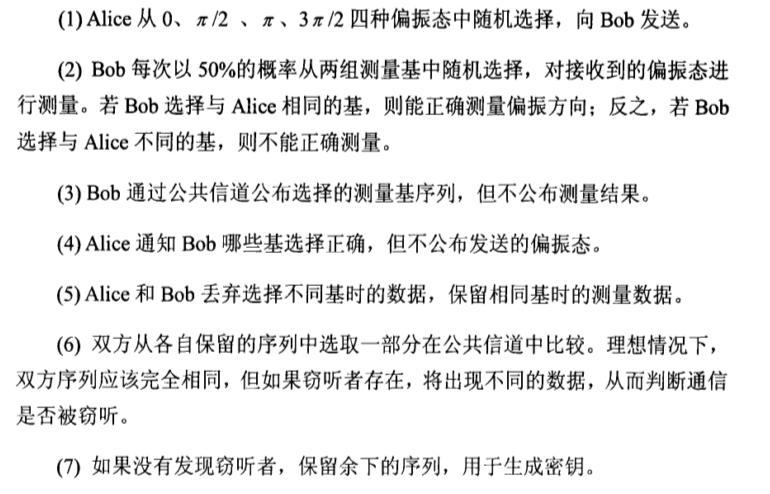 (1) Alice 从 0、π/2 、π、3π/2 四种偏振态中随机选择，向 Bob 发送。
(2) Bob 每次以 50%的概率从两组测量基中随机选择，对接收到的偏振态进
行测量。若 Bob 选择与 Alice 相同的基，则能正确测量偏振方向；反之，若 Bob
选择与 Alice 不同的基，则不能正确测量。
(3) Bob 通过公共信道公布选择的测量基序列，但不公布测量结果。
(4) Alice 通知 Bob 哪些基选择正确，但不公布发送的偏振态。
(5) Alice 和 Bob 丢弃选择不同基时的数据，保留相同基时的测量数据。
(6) 双方从各自保留的序列中选取一部分在公共信道中比较。理想情况下，
双方序列应该完全相同，但如果窃听者存在，将出现不同的数据，从而判断通信
是否被窃听。
(7) 如果没有发现窃听者，保留余下的序列，用于生成密钥。